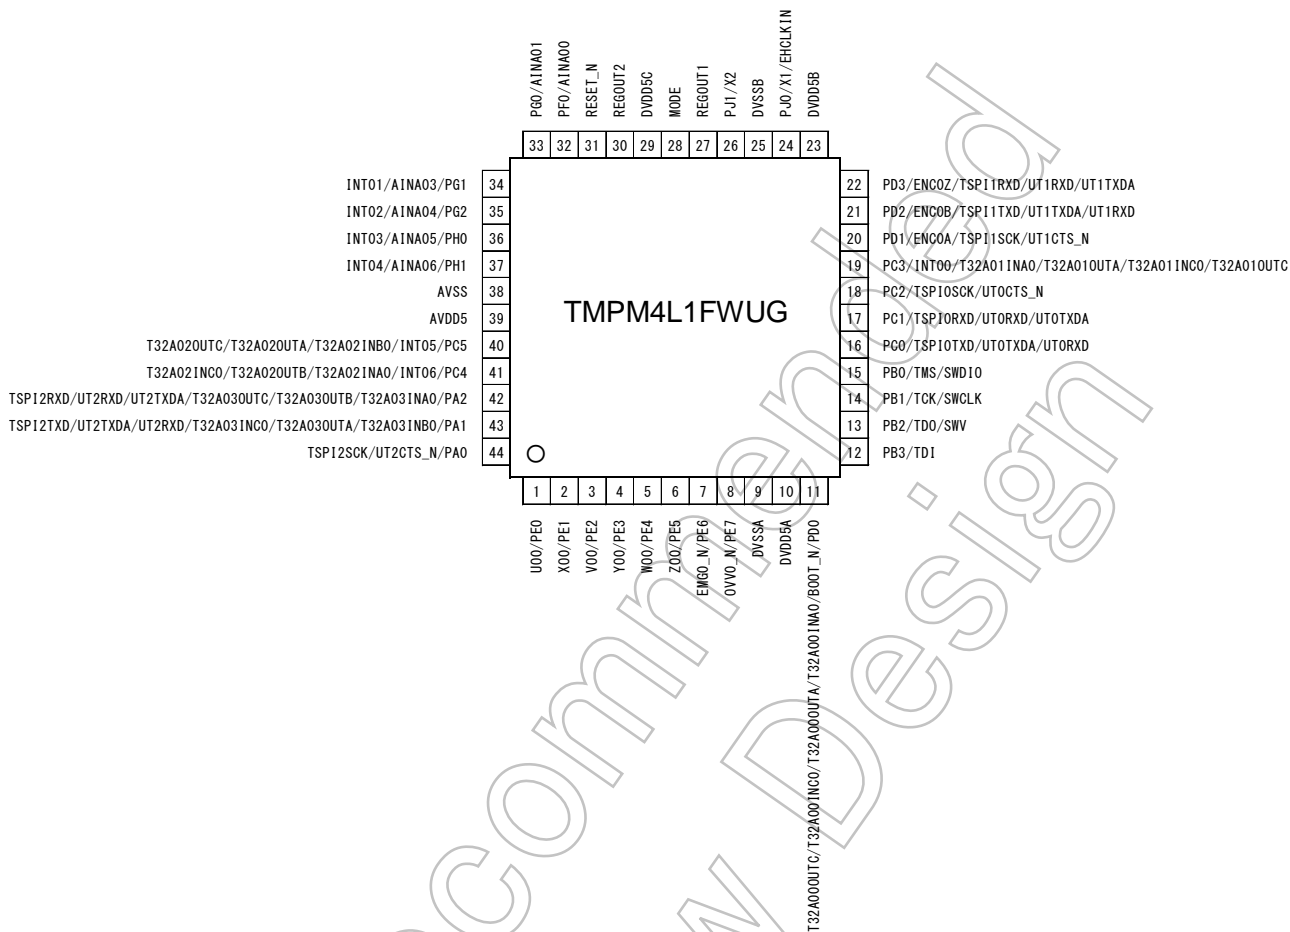 PG0/AINA01
PF0/AINA00
RESET_N
REGOUT2
DVDD5C
MODE
REGOUT1
PJ1/X2
DVSSB
PJ0/X1/EHCLKIN
DVDD5B
33 32 31 30 29 28 27 26 25 24 23
INT01/AINA03/PG1 34
INT02/AINA04/PG2 35
INT03/AINA05/PH0 36
INT04/AINA06/PH1 37
AVSS 38
AVDD5 39
T32A02OUTC/T32A02OUTA/T32A02INB0/INT05/PC5 40
T32A02INC0/T32A02OUTB/T32A02INA0/INT06/PC4 41
TSPI2RXD/UT2RXD/UT2TXDA/T32A03OUTC/T32A03OUTB/T32A03INA0/PA2 42
TSPI2TXD/UT2TXDA/UT2RXD/T32A03INC0/T32A03OUTA/T32A03INB0/PA1 43
TSPI2SCK/UT2CTS_N/PA0 44
TMPM4L1FWUG
22 PD3/ENC0Z/TSPI1RXD/UT1RXD/UT1TXDA
21 PD2/ENC0B/TSPI1TXD/UT1TXDA/UT1RXD
20 PD1/ENC0A/TSPI1SCK/UT1CTS_N
19 PC3/INT00/T32A01INA0/T32A01OUTA/T32A01INC0/T32A01OUTC
18 PC2/TSPI0SCK/UT0CTS_N
17 PC1/TSPI0RXD/UT0RXD/UT0TXDA
16 PC0/TSPI0TXD/UT0TXDA/UT0RXD
15 PB0/TMS/SWDIO
14 PB1/TCK/SWCLK
13 PB2/TDO/SWV
12 PB3/TDI
1 2 3 4 5 6 7 8 9 10 11
UO0/PE0
XO0/PE1
VO0/PE2
YO0/PE3
WO0/PE4
ZO0/PE5
EMG0_N/PE6
OVV0_N/PE7
DVSSA
DVDD5A
T32A00OUTC/T32A00INC0/T32A00OUTA/T32A00INA0/BOOT_N/PD0
commended
w Design